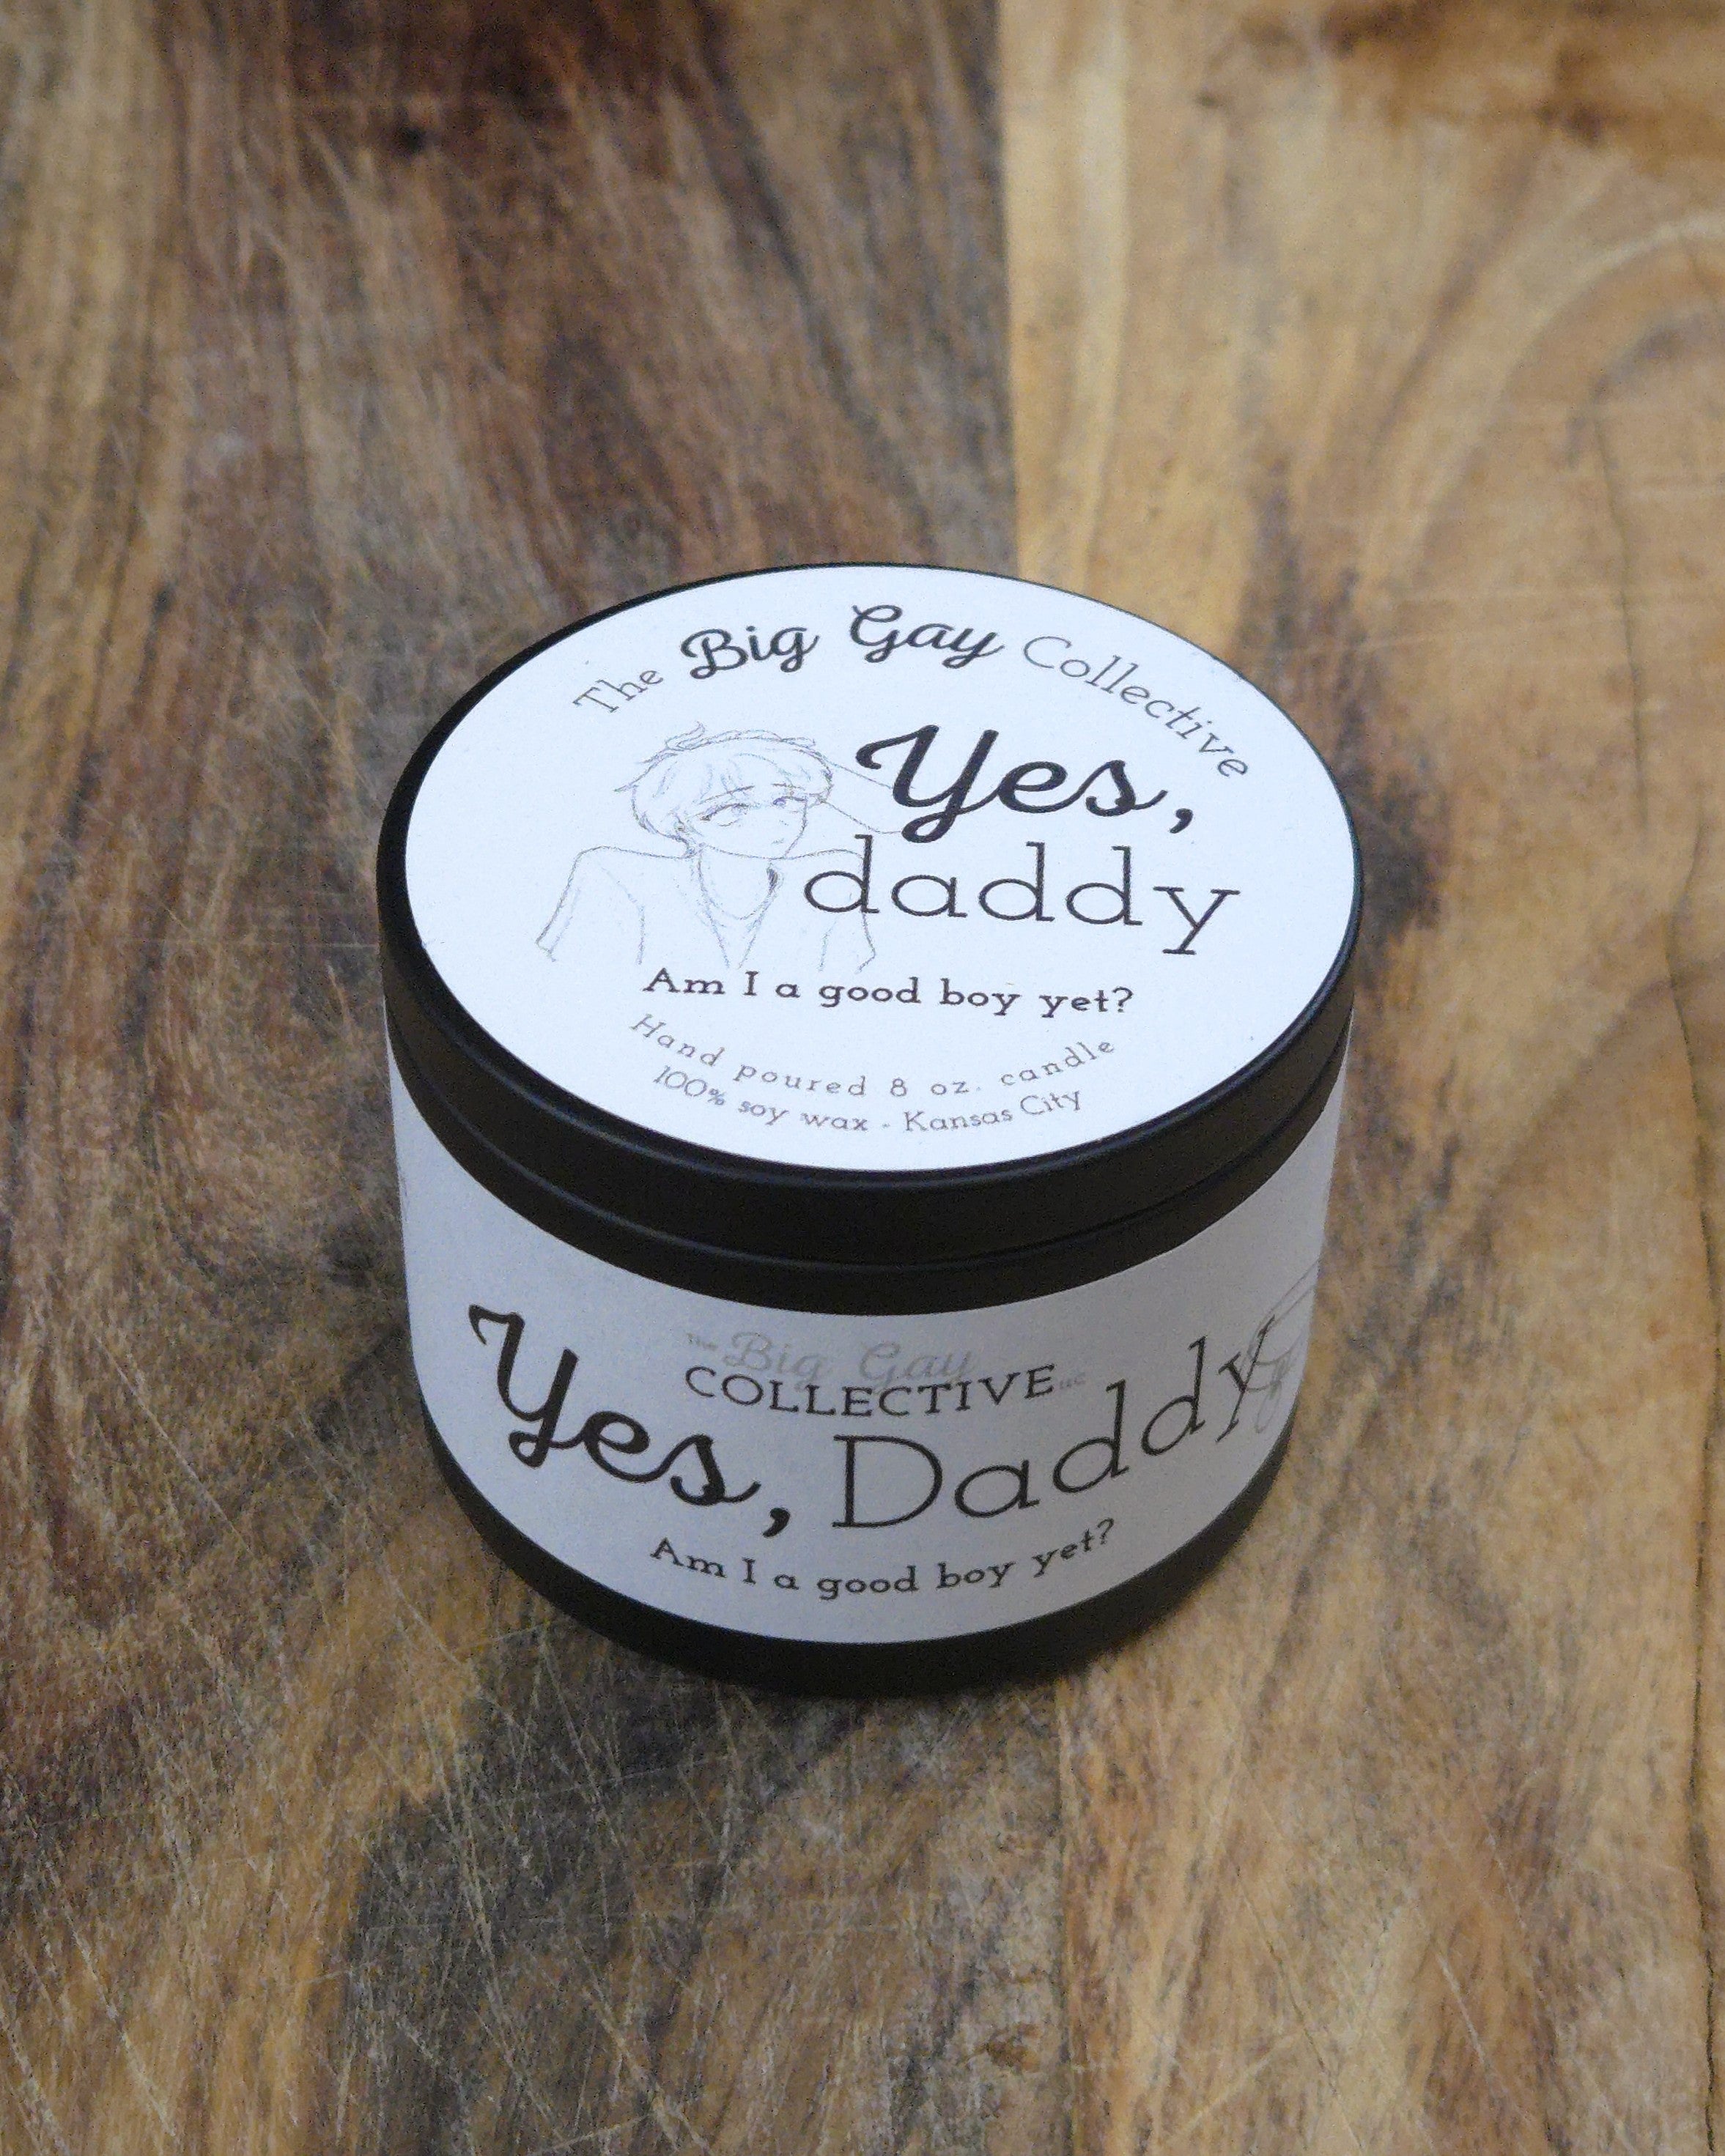 The Big Gay Collective
Yes,
daddy
Am I a good boy yet?
Hand poured 8 oz. candle
100% soy wax - Kansas City
The Big Gay
COLLECTIVE LLC
Yes, Daddy
Am I a good boy yet?